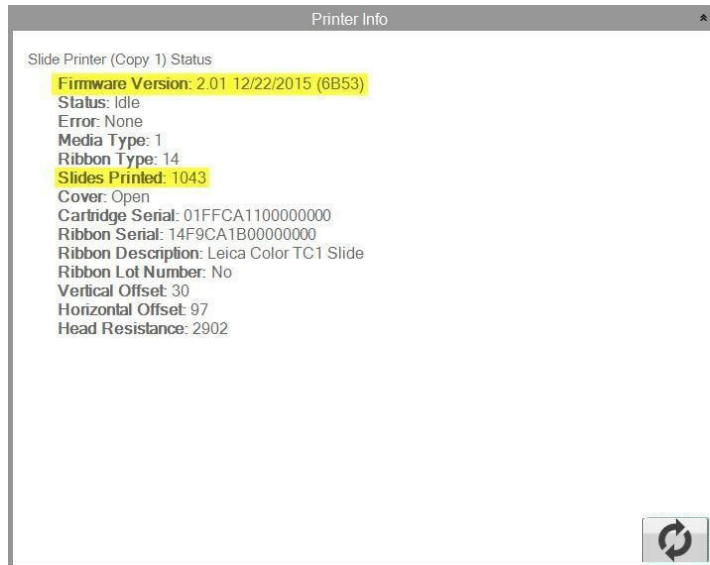 Printer Info
Slide Printer (Copy 1) Status
Firmware Version: 2.01 12/22/2015 (6B53)
Status: Idle
Error: None
Media Type: 1
Ribbon Type: 14
Slides Printed: 1043
Cover: Open
Cartridge Serial: 01FFCA1100000000
Ribbon Serial: 14F9CA1B00000000
Ribbon Description: Leica Color TC1 Slide
Ribbon Lot Number: No
Vertical Offset: 30
Horizontal Offset: 97
Head Resistance: 2902